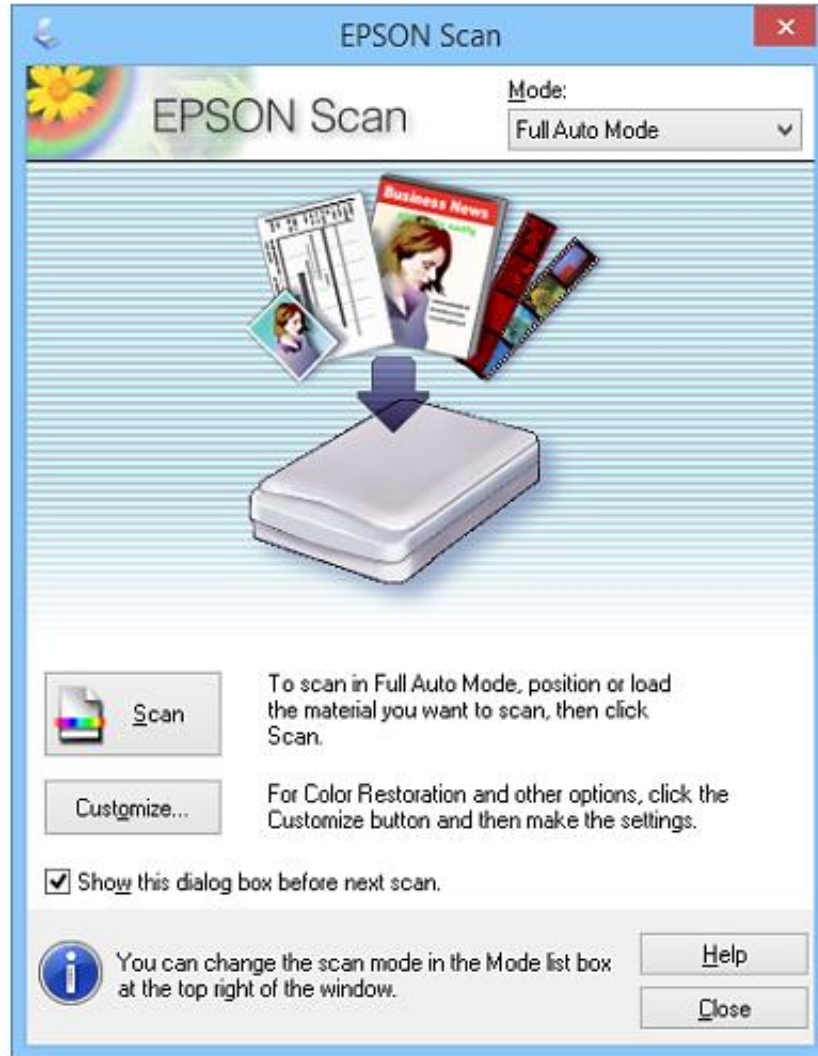 EPSON Scan
EPSON Scan
Mode:
Full Auto Mode
Business News
Scan
To scan in Full Auto Mode, position or load
the material you want to scan, then click
Scan.
Customize...
For Color Restoration and other options, click the
Customize button and then make the settings.
Show this dialog box before next scan.
You can change the scan mode in the Mode list box
at the top right of the window.
Help
Close